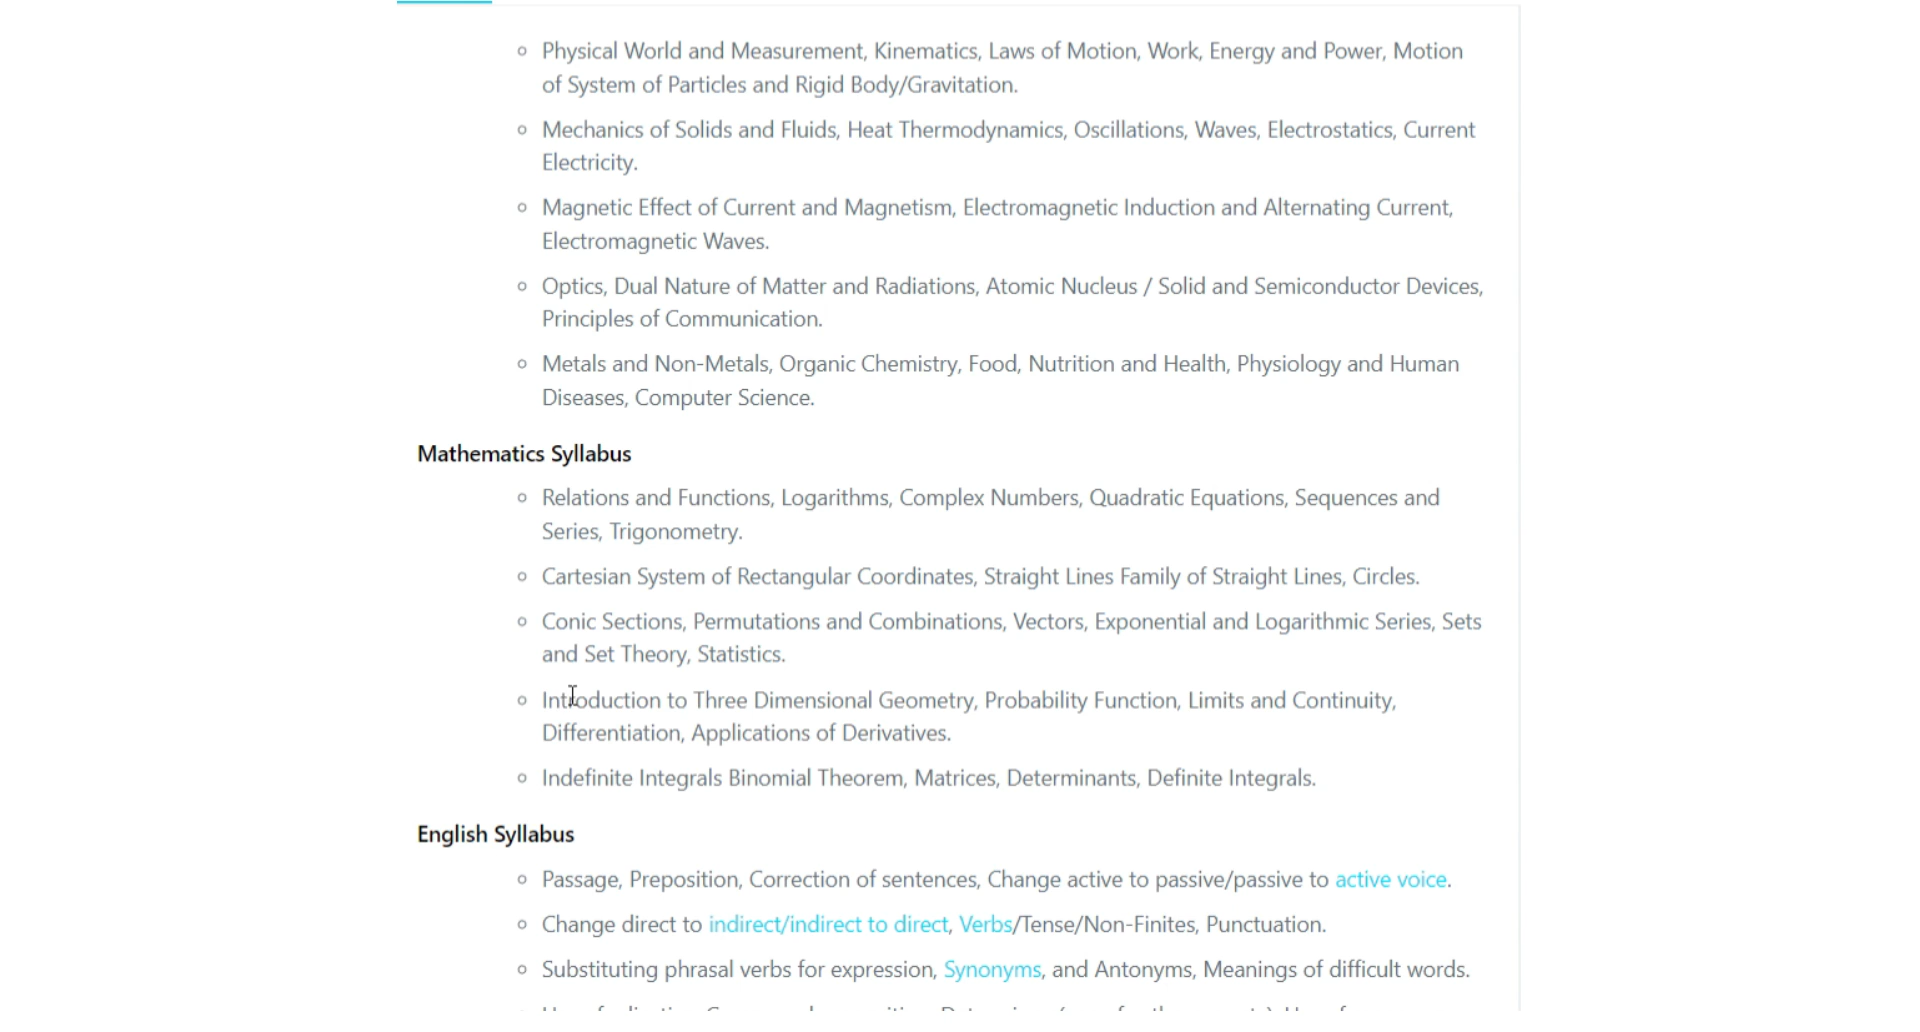 Physical World and Measurement, Kinematics, Laws of Motion, Work, Energy and Power, Motion
of System of Particles and Rigid Body/Gravitation.
Mechanics of Solids and Fluids, Heat Thermodynamics, Oscillations, Waves, Electrostatics, Current
Electricity.
Magnetic Effect of Current and Magnetism, Electromagnetic Induction and Alternating Current,
Electromagnetic Waves.
Optics, Dual Nature of Matter and Radiations, Atomic Nucleus / Solid and Semiconductor Devices,
Principles of Communication.
Metals and Non-Metals, Organic Chemistry, Food, Nutrition and Health, Physiology and Human
Diseases, Computer Science.
Mathematics Syllabus
Relations and Functions, Logarithms, Complex Numbers, Quadratic Equations, Sequences and
Series, Trigonometry.
Cartesian System of Rectangular Coordinates, Straight Lines Family of Straight Lines, Circles.
Conic Sections, Permutations and Combinations, Vectors, Exponential and Logarithmic Series, Sets
and Set Theory, Statistics.
Introduction to Three Dimensional Geometry, Probability Function, Limits and Continuity,
Differentiation, Applications of Derivatives.
Indefinite Integrals Binomial Theorem, Matrices, Determinants, Definite Integrals.
English Syllabus
Passage, Preposition, Correction of sentences, Change active to passive/passive to active voice.
Change direct to indirect/indirect to direct, Verbs/Tense/Non-Finites, Punctuation.
Substituting phrasal verbs for expression, Synonyms, and Antonyms, Meanings of difficult words.